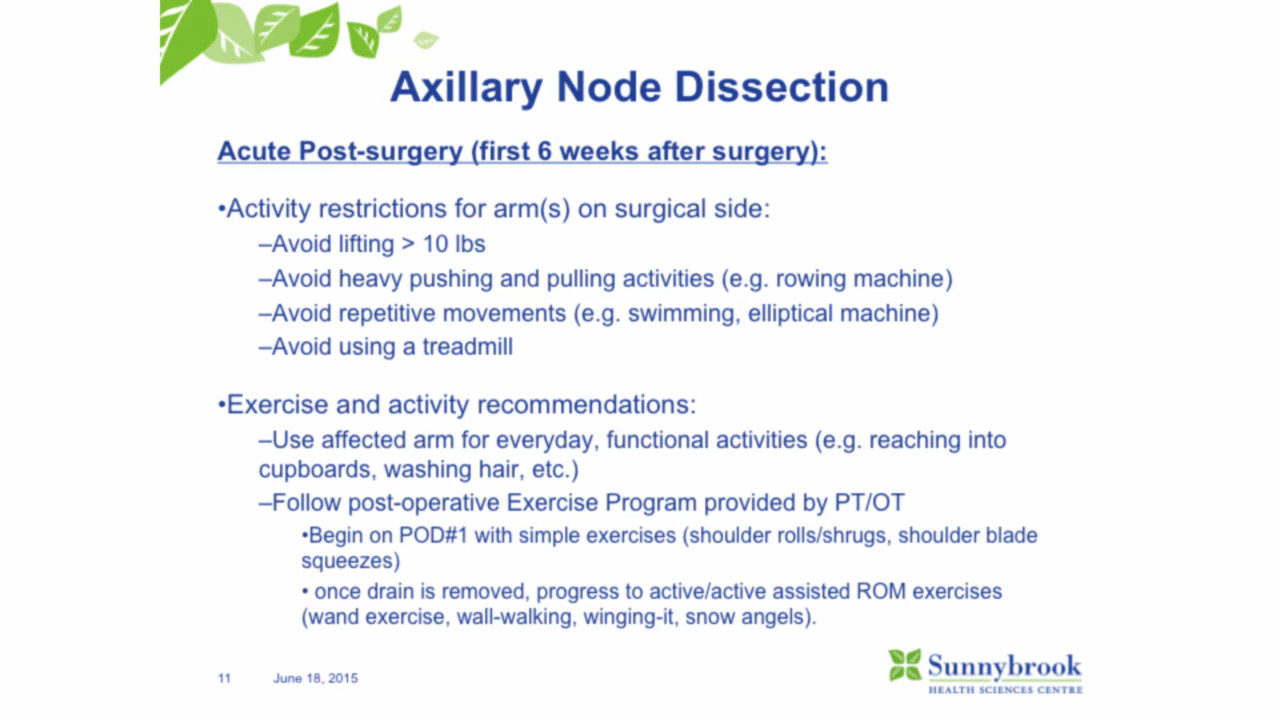 Axillary Node Dissection
Acute Post-surgery (first 6 weeks after surgery):
•Activity restrictions for arm(s) on surgical side:
–Avoid lifting > 10 lbs
–Avoid heavy pushing and pulling activities (e.g. rowing machine)
–Avoid repetitive movements (e.g. swimming, elliptical machine)
–Avoid using a treadmill
•Exercise and activity recommendations:
–Use affected arm for everyday, functional activities (e.g. reaching into
cupboards, washing hair, etc.)
–Follow post-operative Exercise Program provided by PT/OT
•Begin on POD#1 with simple exercises (shoulder rolls/shrugs, shoulder blade
squeezes)
• once drain is removed, progress to active/active assisted ROM exercises
(wand exercise, wall-walking, winging-it, snow angels).
11 June 18, 2015
Sunnybrook
HEALTH SCIENCES CENTRE